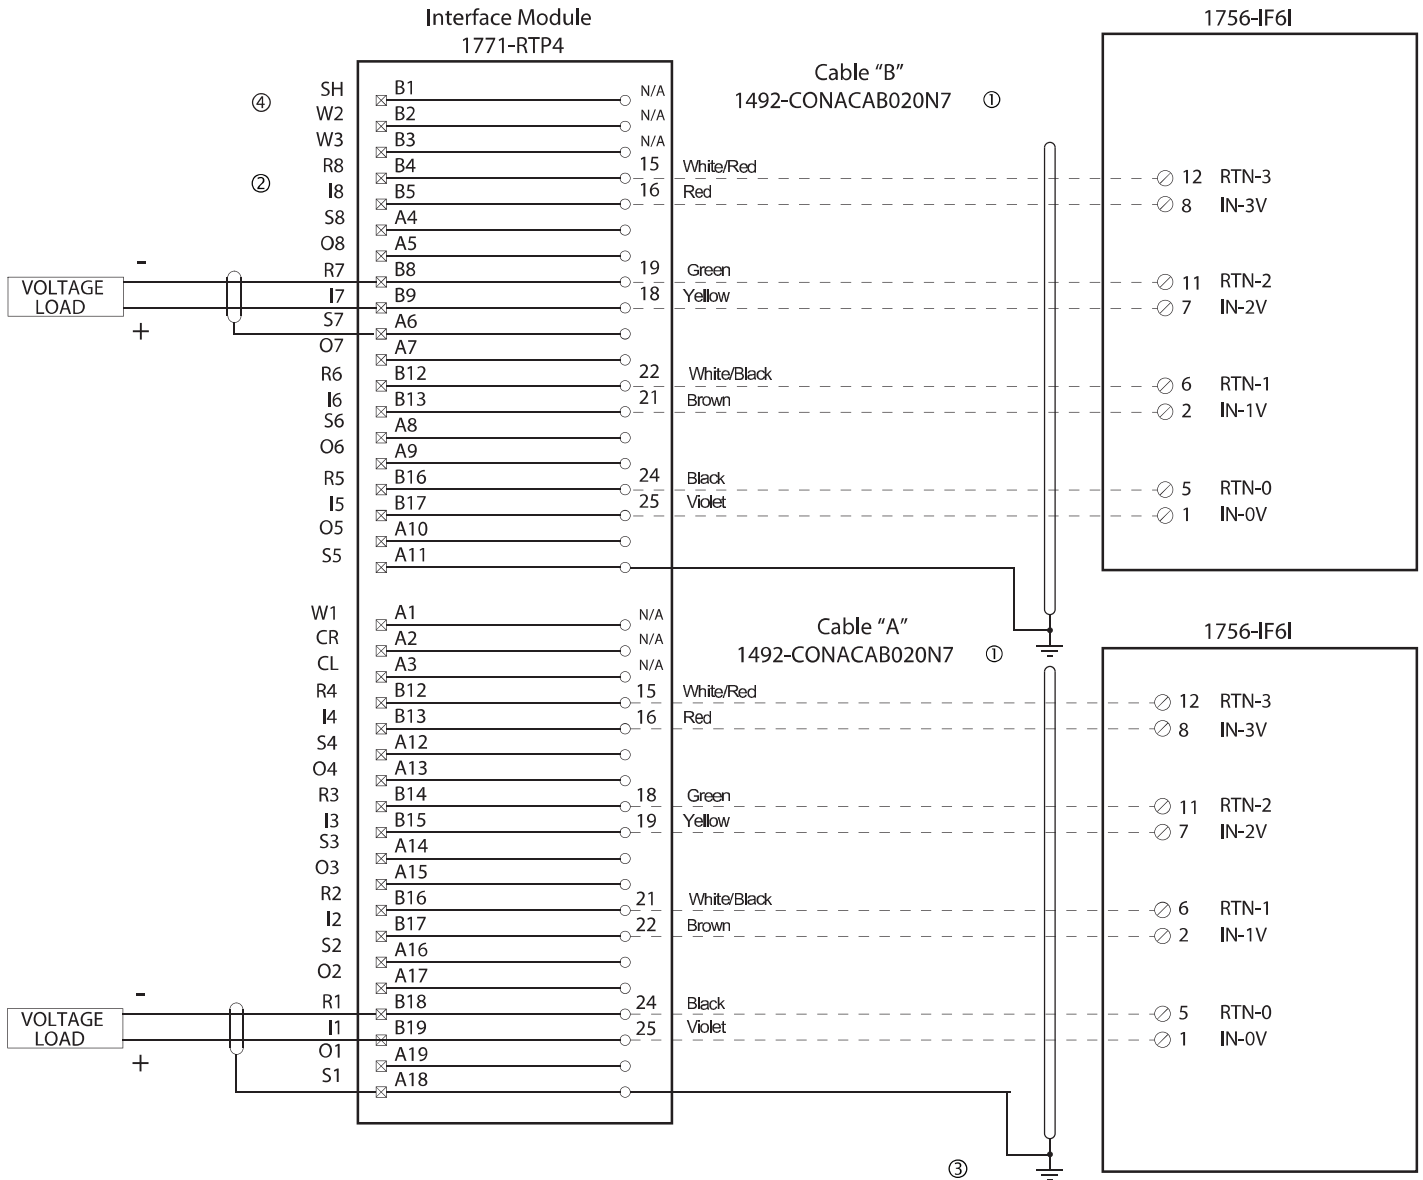 Interface Module
1771-RTP4
1756-IF6I
Cable “B”
1492-CONACAB020N7 ①
④
②
SH B1 N/A
W2 B2 N/A
W3 B3 N/A
R8 B4 15 White/Red 12 RTN-3
I8 B5 16 Red 8 IN-3V
S8 A4
O8 A5
-
R7 B8 19 Green 11 RTN-2
VOLTAGE
LOAD
I7 B9 18 Yellow 7 IN-2V
+
S7 A6
O7 A7
R6 B12 22 White/Black 6 RTN-1
I6 B13 21 Brown 2 IN-1V
S6 A8
O6 A9
R5 B16 24 Black 5 RTN-0
I5 B17 25 Violet 1 IN-0V
O5 A10
S5 A11
Cable “A”
1492-CONACAB020N7 ①
1756-IF6I
W1 A1 N/A
CR A2 N/A
CL A3 N/A
R4 B12 15 White/Red 12 RTN-3
I4 B13 16 Red 8 IN-3V
S4 A12
O4 A13
R3 B14 18 Green 11 RTN-2
I3 B15 19 Yellow 7 IN-2V
S3 A14
O3 A15
R2 B16 21 White/Black 6 RTN-1
I2 B17 22 Brown 2 IN-1V
S2 A16
O2 A17
-
R1 B18 24 Black 5 RTN-0
VOLTAGE
LOAD
I1 B19 25 Violet 1 IN-0V
+
O1 A19
S1 A18
③